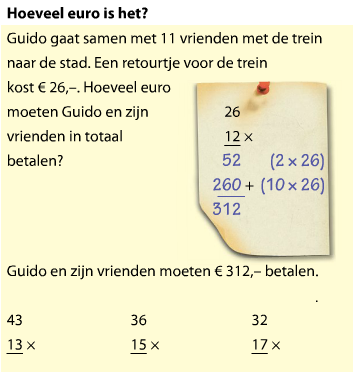 Hoeveel euro is het?
Guido gaat samen met 11 vrienden met de trein
naar de stad. Een retourtje voor de trein
kost € 26,–. Hoeveel euro
moeten Guido en zijn
vrienden in totaal
betalen?
26
12 ×
52 (2 × 26)
260 + (10 × 26)
312
Guido en zijn vrienden moeten € 312,– betalen.
.
43 36 32
13 × 15 × 17 ×